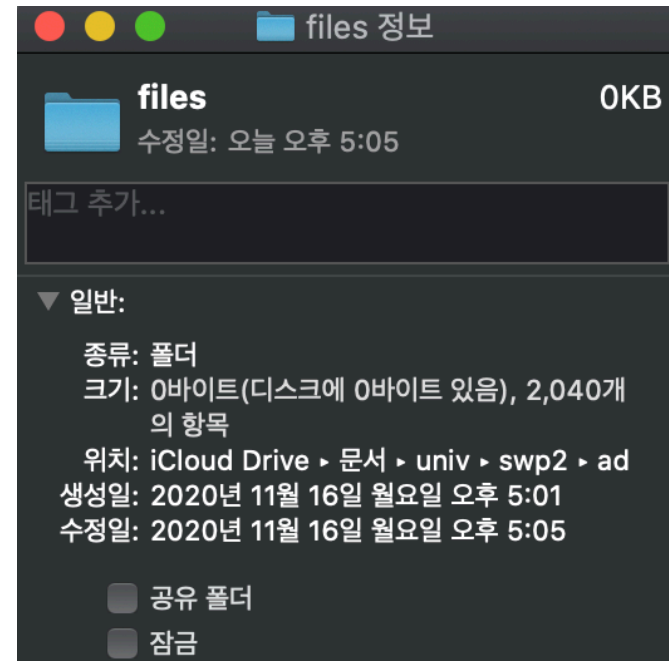 files 정보
files 0KB
수정일: 오늘 오후 5:05
태그 추가...
일반:
종류: 폴더
크기: 0바이트(디스크에 0바이트 있음), 2,040개
의 항목
위치: iCloud Drive ▸ 문서 ▸ univ ▸ swp2 ▸ ad
생성일: 2020년 11월 16일 월요일 오후 5:01
수정일: 2020년 11월 16일 월요일 오후 5:05
공유 폴더
잠금